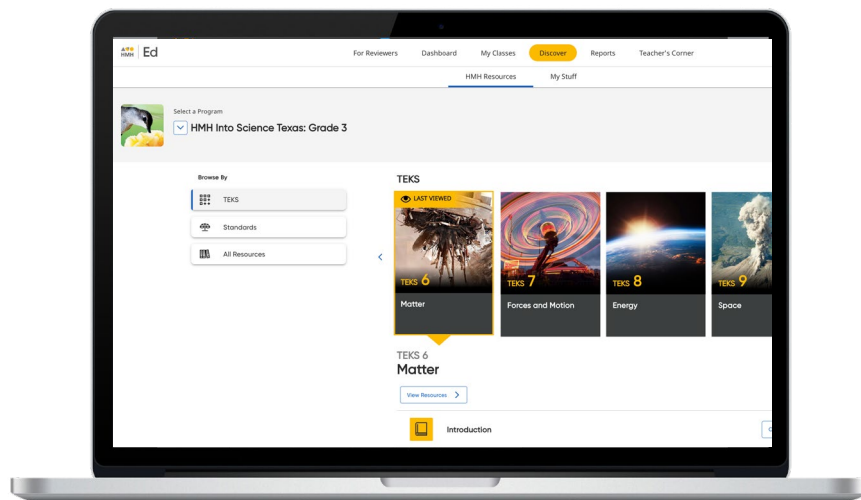 HMH Ed
For Reviewers Dashboard My Classes Discover Reports Teacher's Corner
HMH Resources My Stuff
Select a Program
HMH Into Science Texas: Grade 3
Browse By
TEKS
Standards
All Resources
TEKS
LAST VIEWED
TEKS 6
Matter
TEKS 7
Forces and Motion
TEKS 8
Energy
TEKS 9
Space
TEKS 6
Matter
View Resources
Introduction